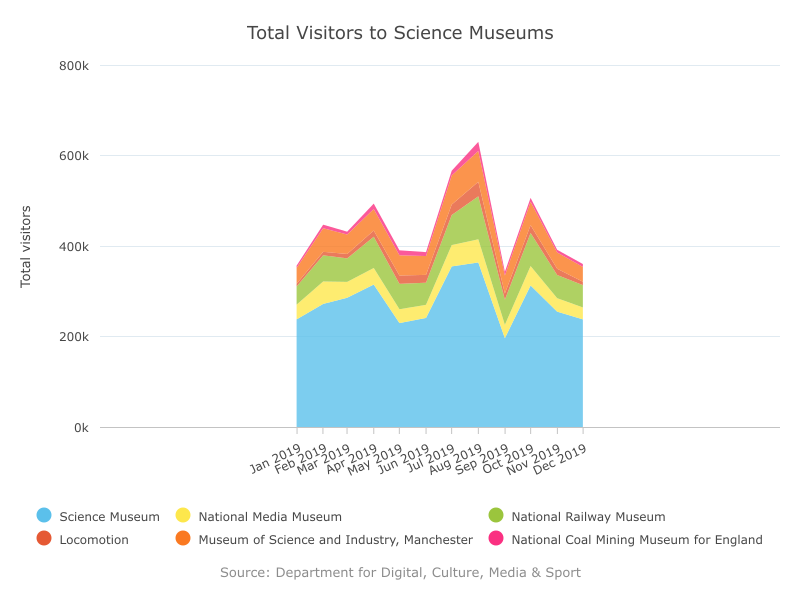 Total Visitors to Science Museums
Total visitors
800k
600k
400k
200k
0k
Jan 2019
Feb 2019
Mar 2019
Apr 2019
May 2019
Jun 2019
Jul 2019
Aug 2019
Sep 2019
Oct 2019
Nov 2019
Dec 2019
Science Museum
National Media Museum
National Railway Museum
Locomotion
Museum of Science and Industry, Manchester
National Coal Mining Museum for England
Source: Department for Digital, Culture, Media & Sport